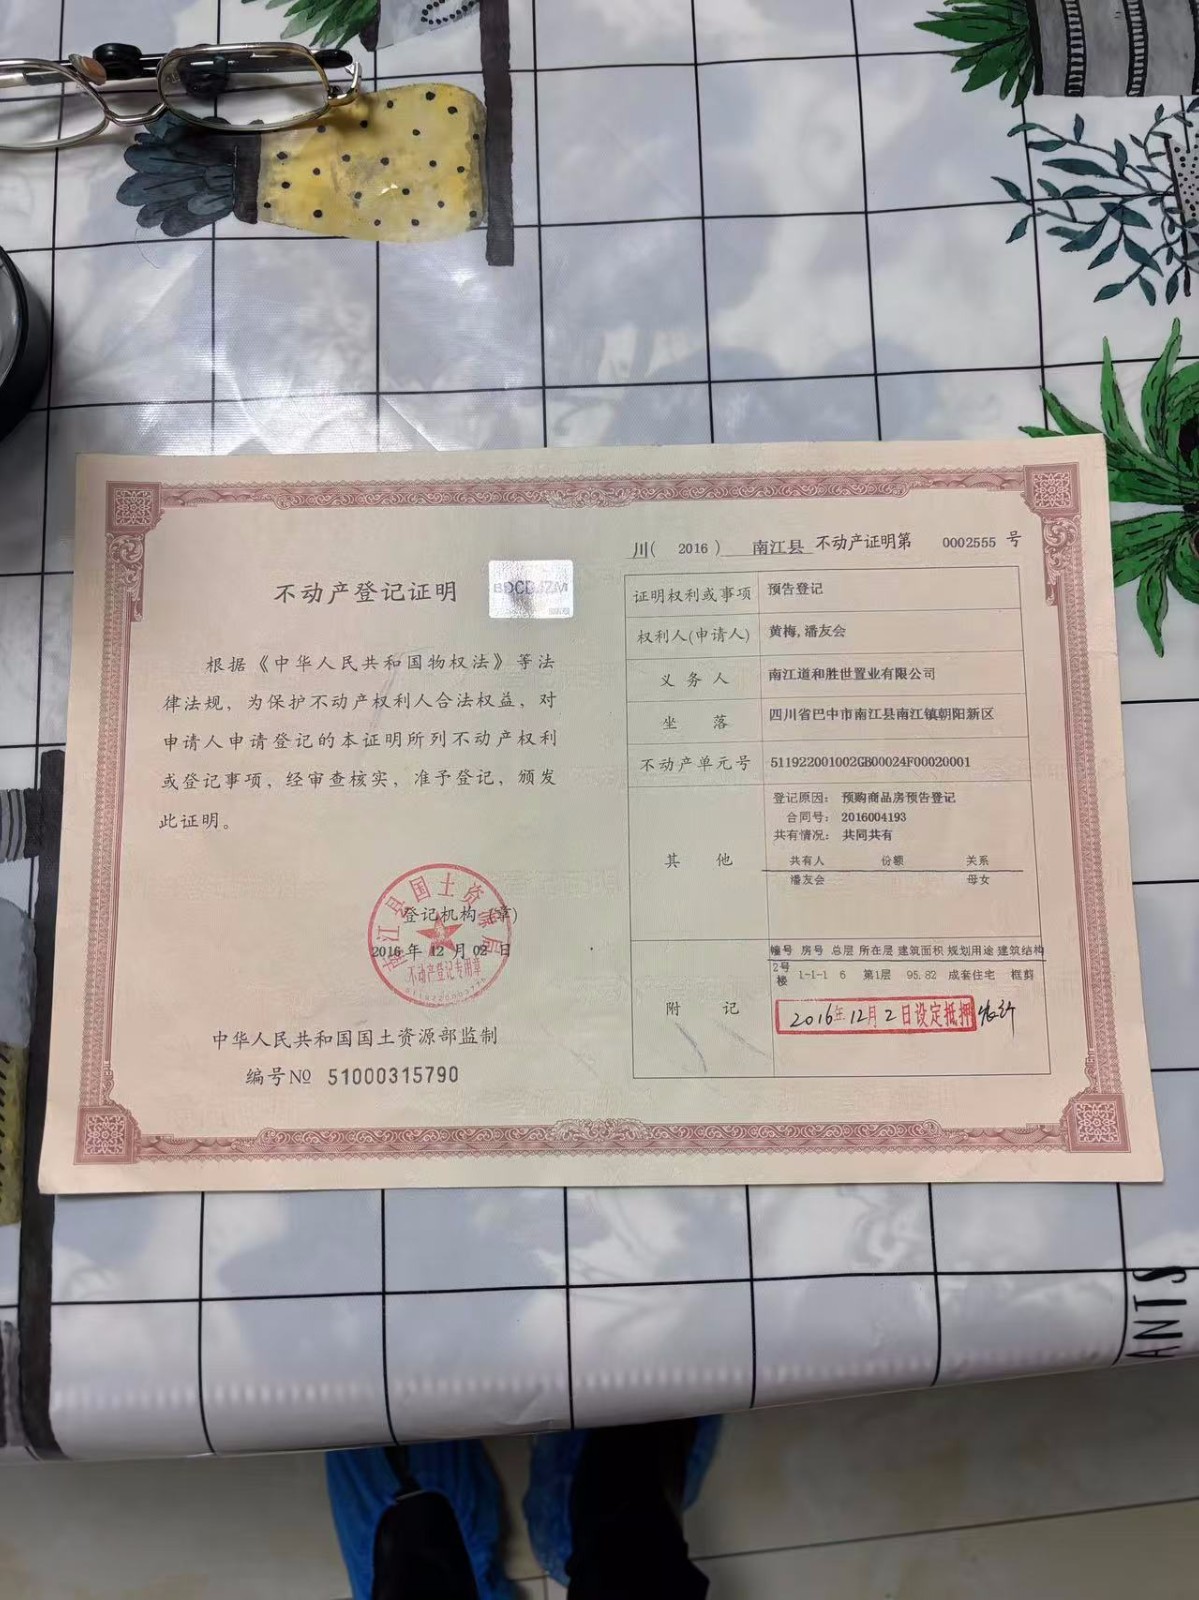 不动产登记证明
BDCDJZM
根据《中华人民共和国物权法》等法
律法规，为保护不动产权利人合法权益，对
申请人申请登记的本证明所列不动产权利
或登记事项，经审查核实，准予登记，颁发
此证明。
南江县国土资源局
登记机构（章）
2016 年 12 月 02 日
不动产登记专用章
中华人民共和国国土资源部监制
编号№ 51000315790
川( 2016 ) 南江县 不动产证明第 0002555 号
证明权利或事项 预告登记
权利人(申请人) 黄梅,潘友会
义务人 南江道和胜世置业有限公司
坐落 四川省巴中市南江县南江镇朝阳新区
不动产单元号 511922001002GB00024F00020001
其他
登记原因： 预购商品房预告登记
合同号： 2016004193
共有情况： 共同共有
共有人 份额 关系
潘友会 母女
附记
幢号 房号 总层 所在层 建筑面积 规划用途 建筑结构
2号楼 1-1-1 6 第1层 95.82 成套住宅 框剪
2016年12月2日设定抵押
ANTS